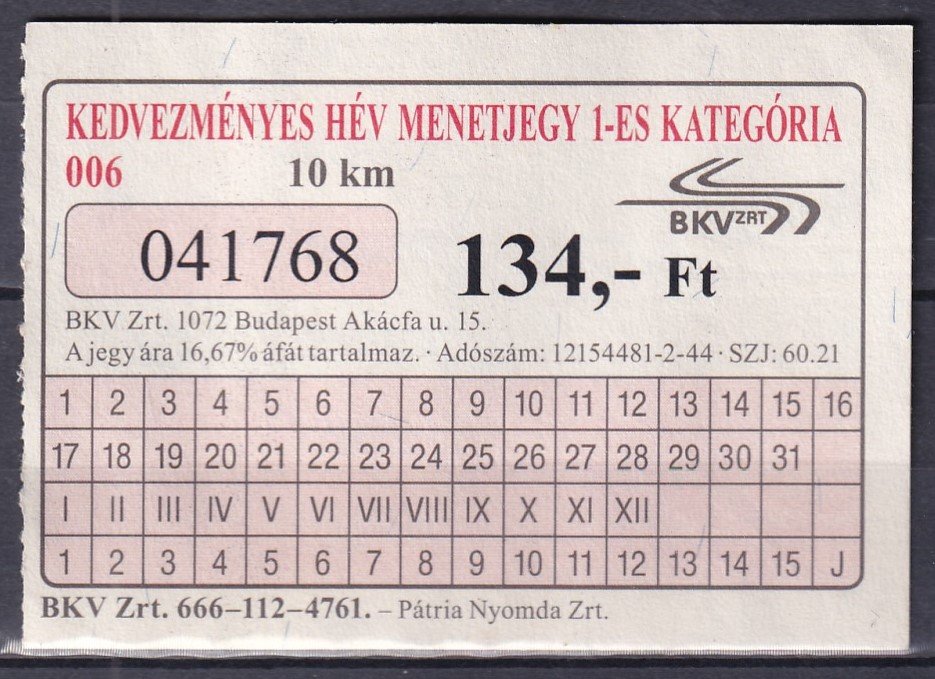 KEDVEZMÉNYES HÉV MENETJEGY 1-ES KATEGÓRIA
006 10 km
BKV ZRT
041768
134,- Ft
BKV Zrt. 1072 Budapest Akácfa u. 15.
A jegy ára 16,67% áfát tartalmaz. · Adószám: 12154481-2-44 · SZJ: 60.21
1 2 3 4 5 6 7 8 9 10 11 12 13 14 15 16
17 18 19 20 21 22 23 24 25 26 27 28 29 30 31
I II III IV V VI VII VIII IX X XI XII
1 2 3 4 5 6 7 8 9 10 11 12 13 14 15 J
BKV Zrt. 666–112–4761. – Pátria Nyomda Zrt.